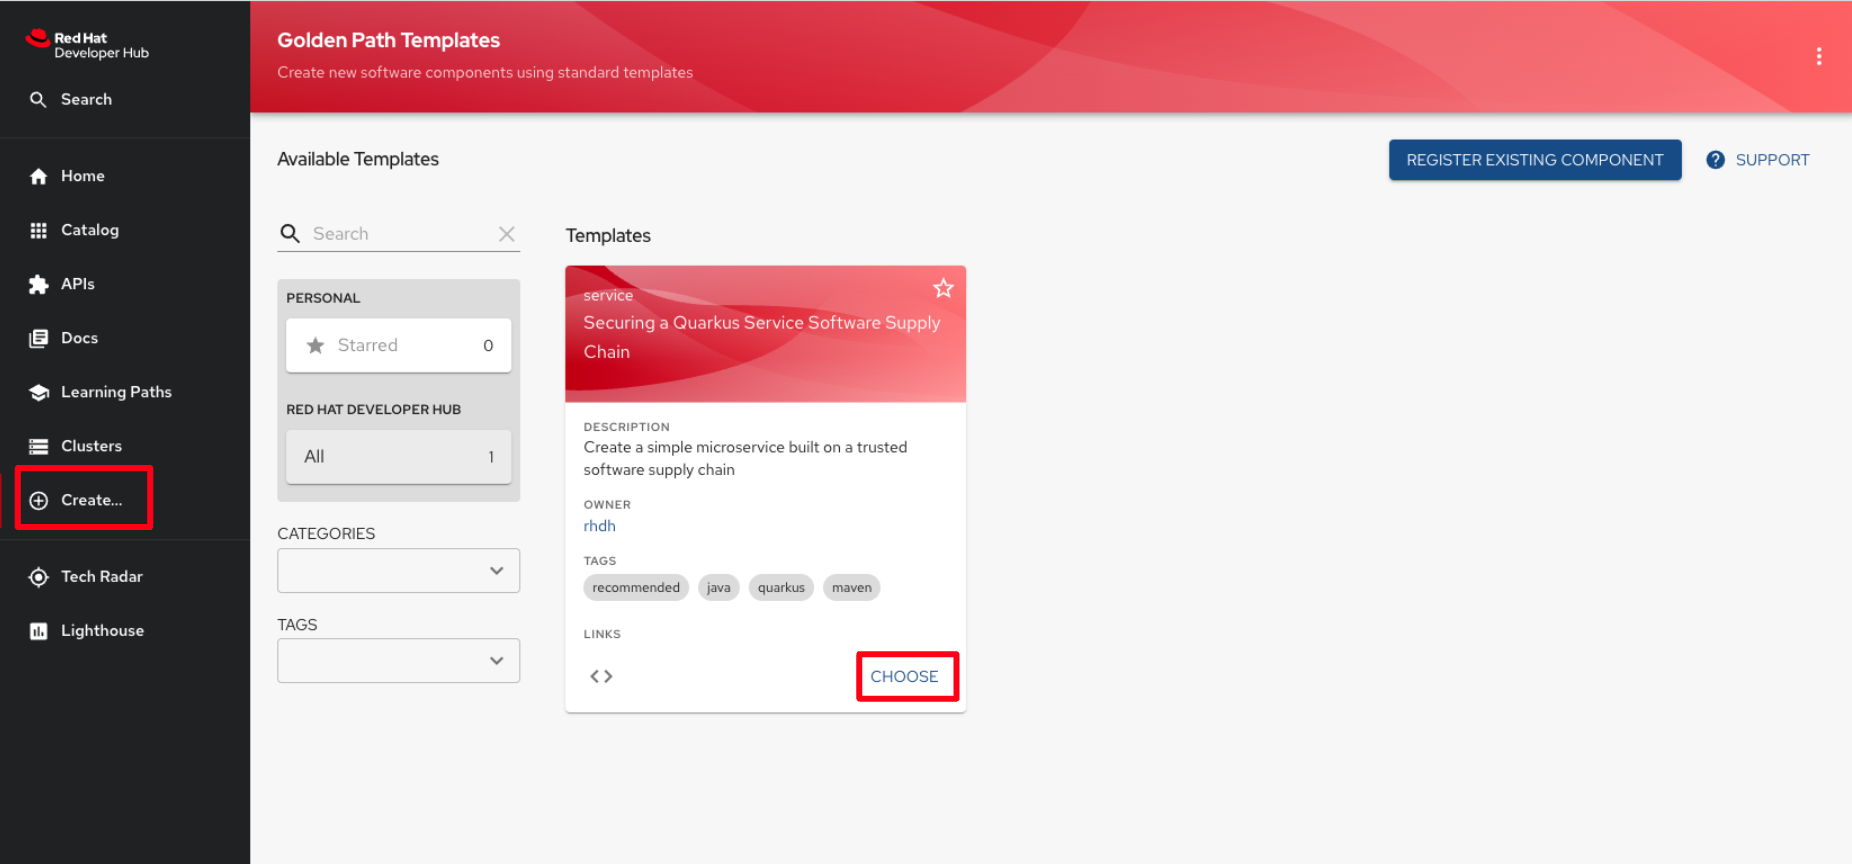 Red Hat
Developer Hub
Search
Home
Catalog
APIs
Docs
Learning Paths
Clusters
Create...
Tech Radar
Lighthouse
Golden Path Templates
Create new software components using standard templates
Available Templates
REGISTER EXISTING COMPONENT
SUPPORT
Search
PERSONAL
Starred 0
RED HAT DEVELOPER HUB
All 1
CATEGORIES
TAGS
Templates
service
Securing a Quarkus Service Software Supply
Chain
DESCRIPTION
Create a simple microservice built on a trusted
software supply chain
OWNER
rhdh
TAGS
recommended java quarkus maven
LINKS
CHOOSE